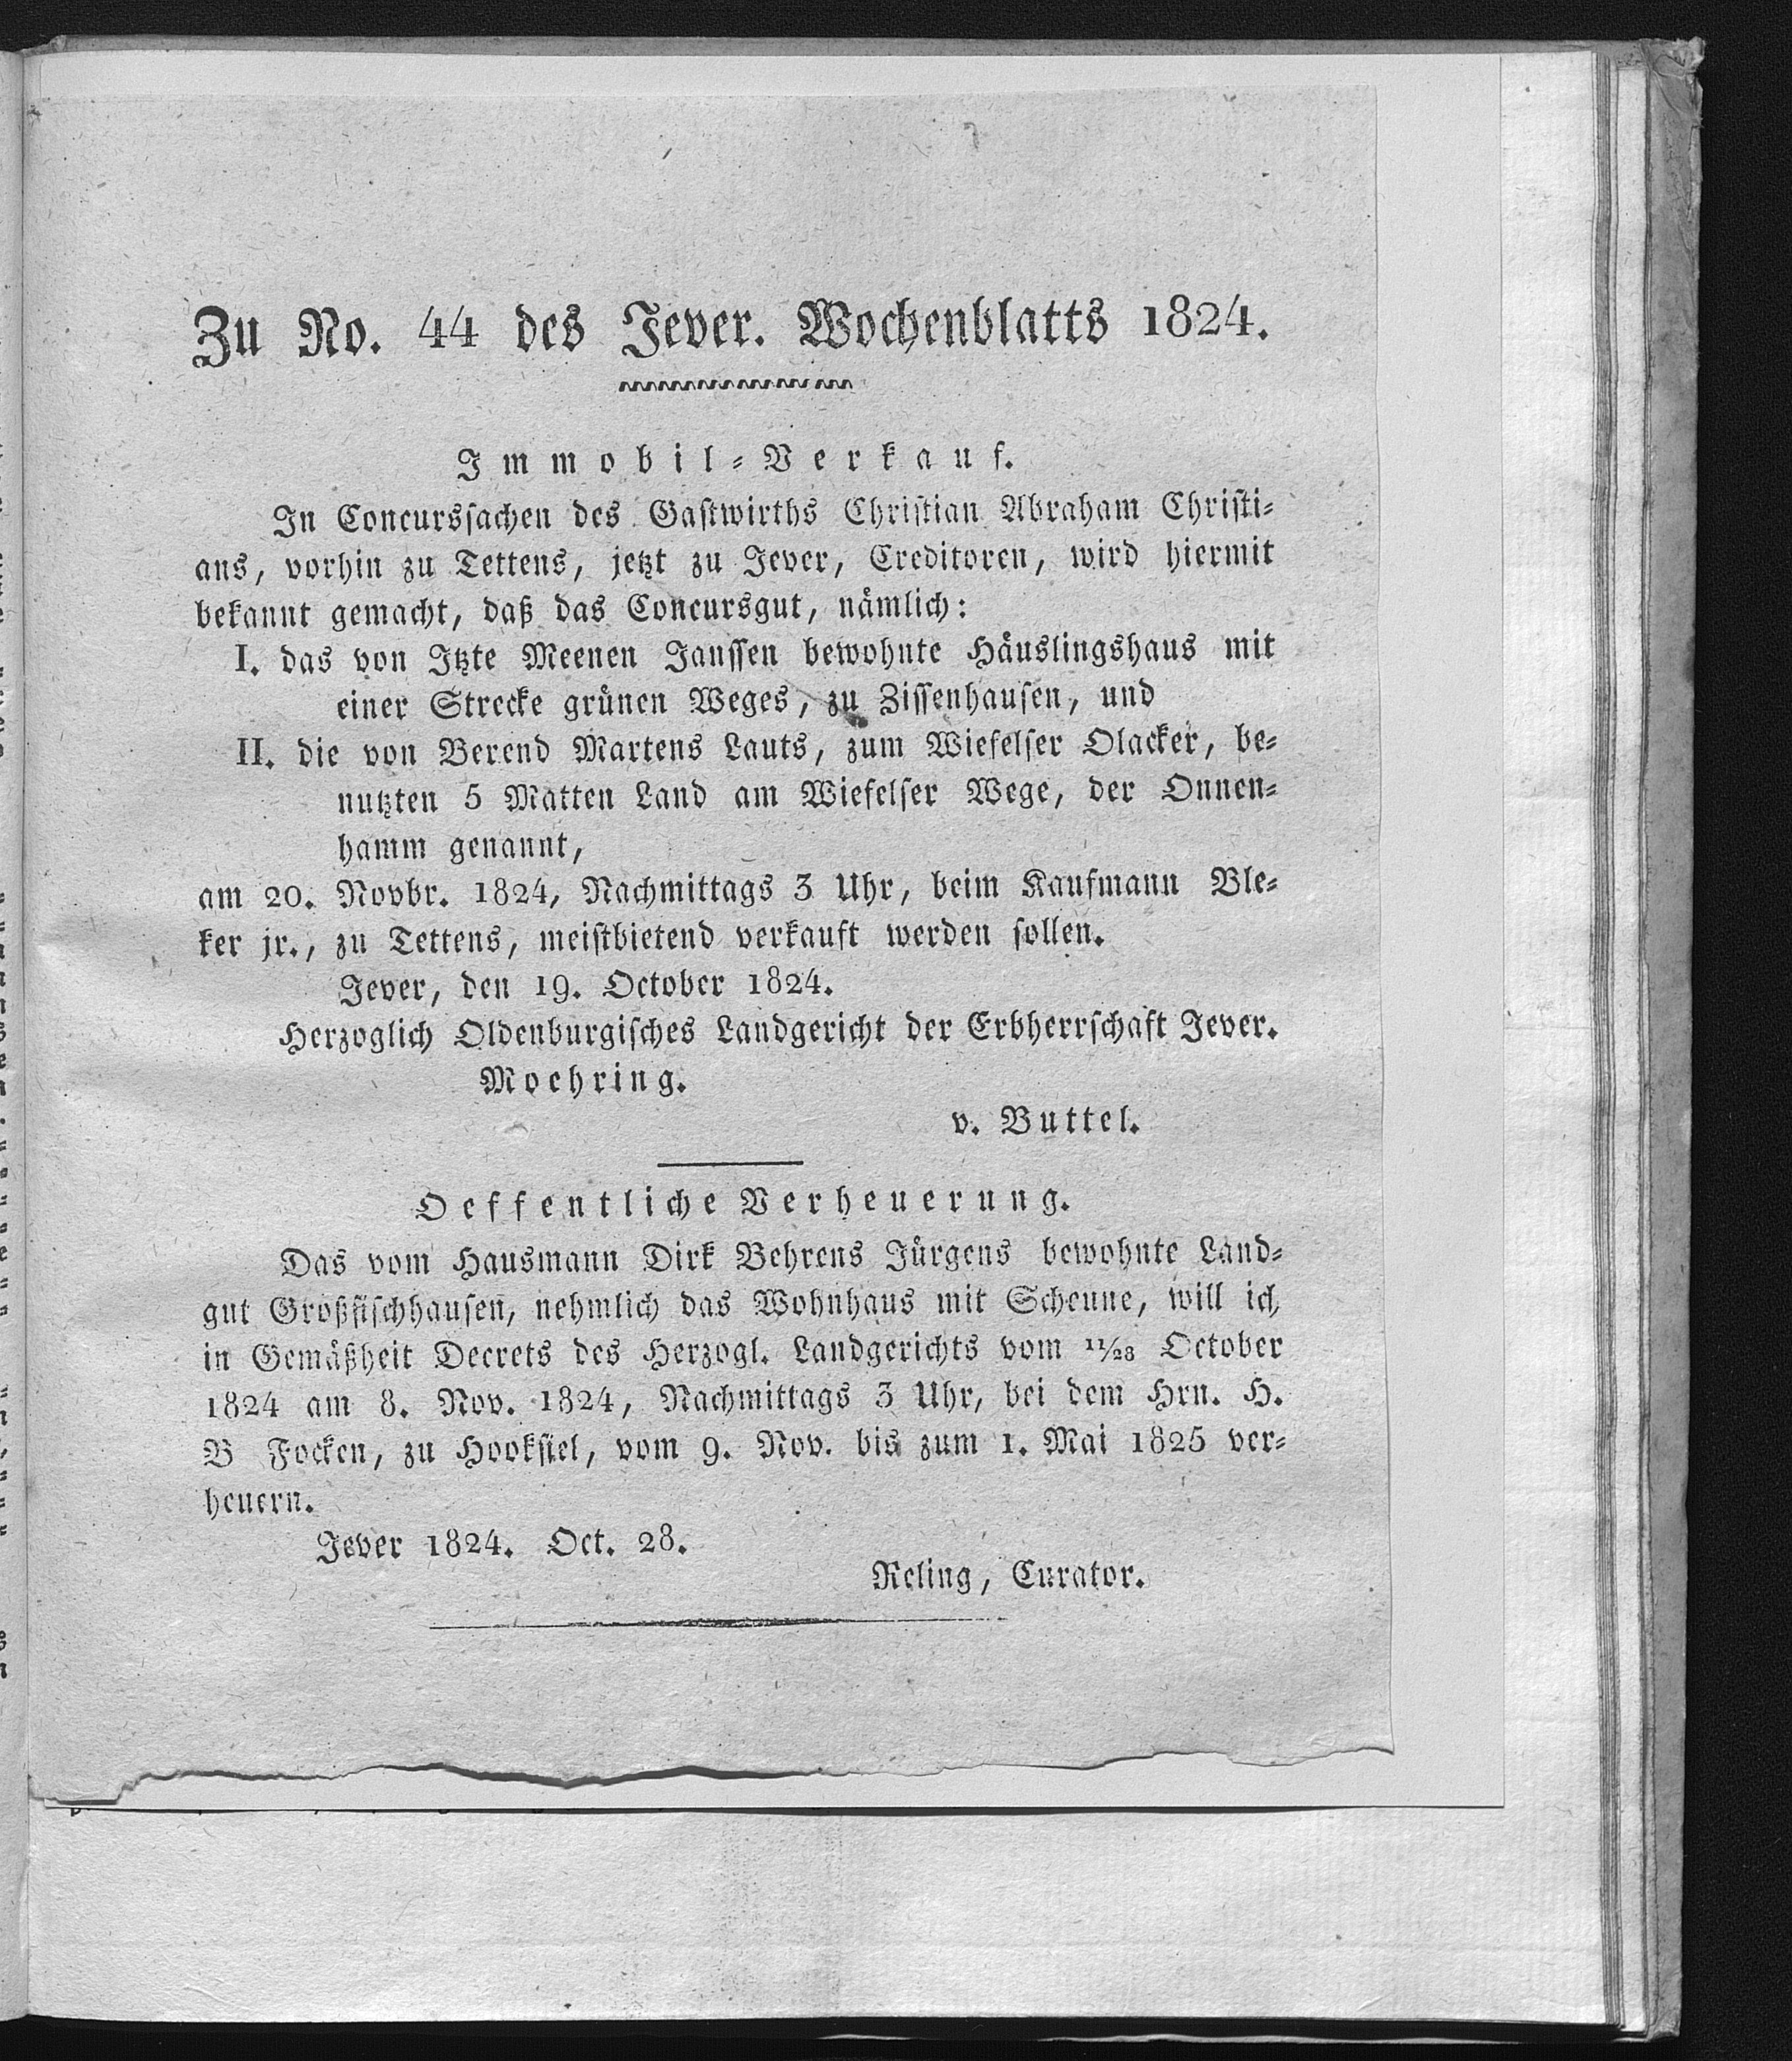 Zu No. 44 des Jever. Wochenblatts 1824.
Immobil-Verkauf.
In Concurssachen des Gastwirths Christian Abraham Christi-
ans, vorhin zu Tettens, jetzt zu Jever, Creditoren, wird hiermit
bekannt gemacht, daß das Concursgut, nämlich:
I. das von Itzte Meenen Janssen bewohnte Häuslingshaus mit
einer Strecke grünen Weges, zu Zissenhausen, und
II. die von Berend Martens Lauts, zum Wiefelser Olacker, be-
nutzten 5 Matten Land am Wiefelser Wege, der Onnen-
hamm genannt,
am 20. Novbr. 1824, Nachmittags 3 Uhr, beim Kaufmann Ble-
ker jr., zu Tettens, meistbietend verkauft werden sollen.
Jever, den 19. October 1824.
Herzoglich Oldenburgisches Landgericht der Erbherrschaft Jever.
Moehring.
v. Buttel.
Oeffentliche Verheuerung.
Das vom Hausmann Dirk Behrens Jürgens bewohnte Land-
gut Großfischhausen, nehmlich das Wohnhaus mit Scheune, will ich,
in Gemäßheit Decrets des Herzogl. Landgerichts vom 11/28 October
1824 am 8. Nov. 1824, Nachmittags 3 Uhr, bei dem Hrn. H.
B Focken, zu Hooksiel, vom 9. Nov. bis zum 1. Mai 1825 ver-
heuern.
Jever 1824. Oct. 28.
Reling, Curator.